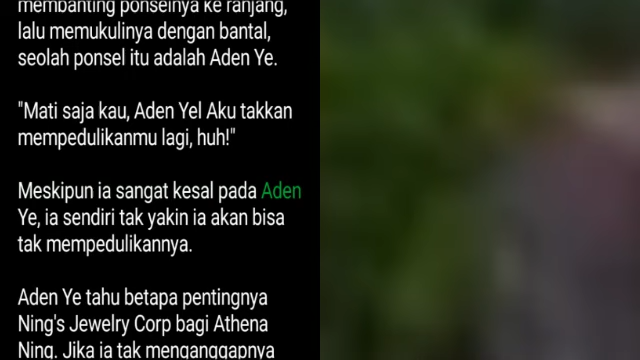 membanting ponselnya ke ranjang,
lalu memukulinya dengan bantal,
seolah ponsel itu adalah Aden Ye.
"Mati saja kau, Aden Yel Aku takkan
mempedulikanmu lagi, huh!"
Meskipun ia sangat kesal pada Aden
Ye, ia sendiri tak yakin ia akan bisa
tak mempedulikannya.
Aden Ye tahu betapa pentingnya
Ning's Jewelry Corp bagi Athena
Ning. Jika ia tak menganggapnya